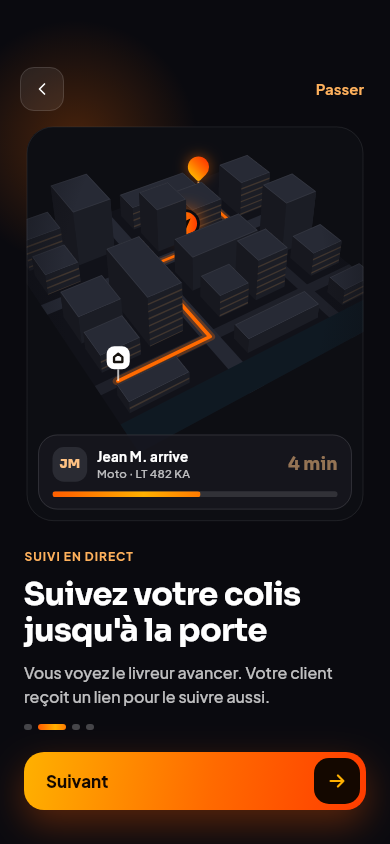 Passer
JM
Jean M. arrive
Moto · LT 482 KA
4 min
SUIVI EN DIRECT
Suivez votre colis
jusqu'à la porte
Vous voyez le livreur avancer. Votre client
reçoit un lien pour le suivre aussi.
Suivant